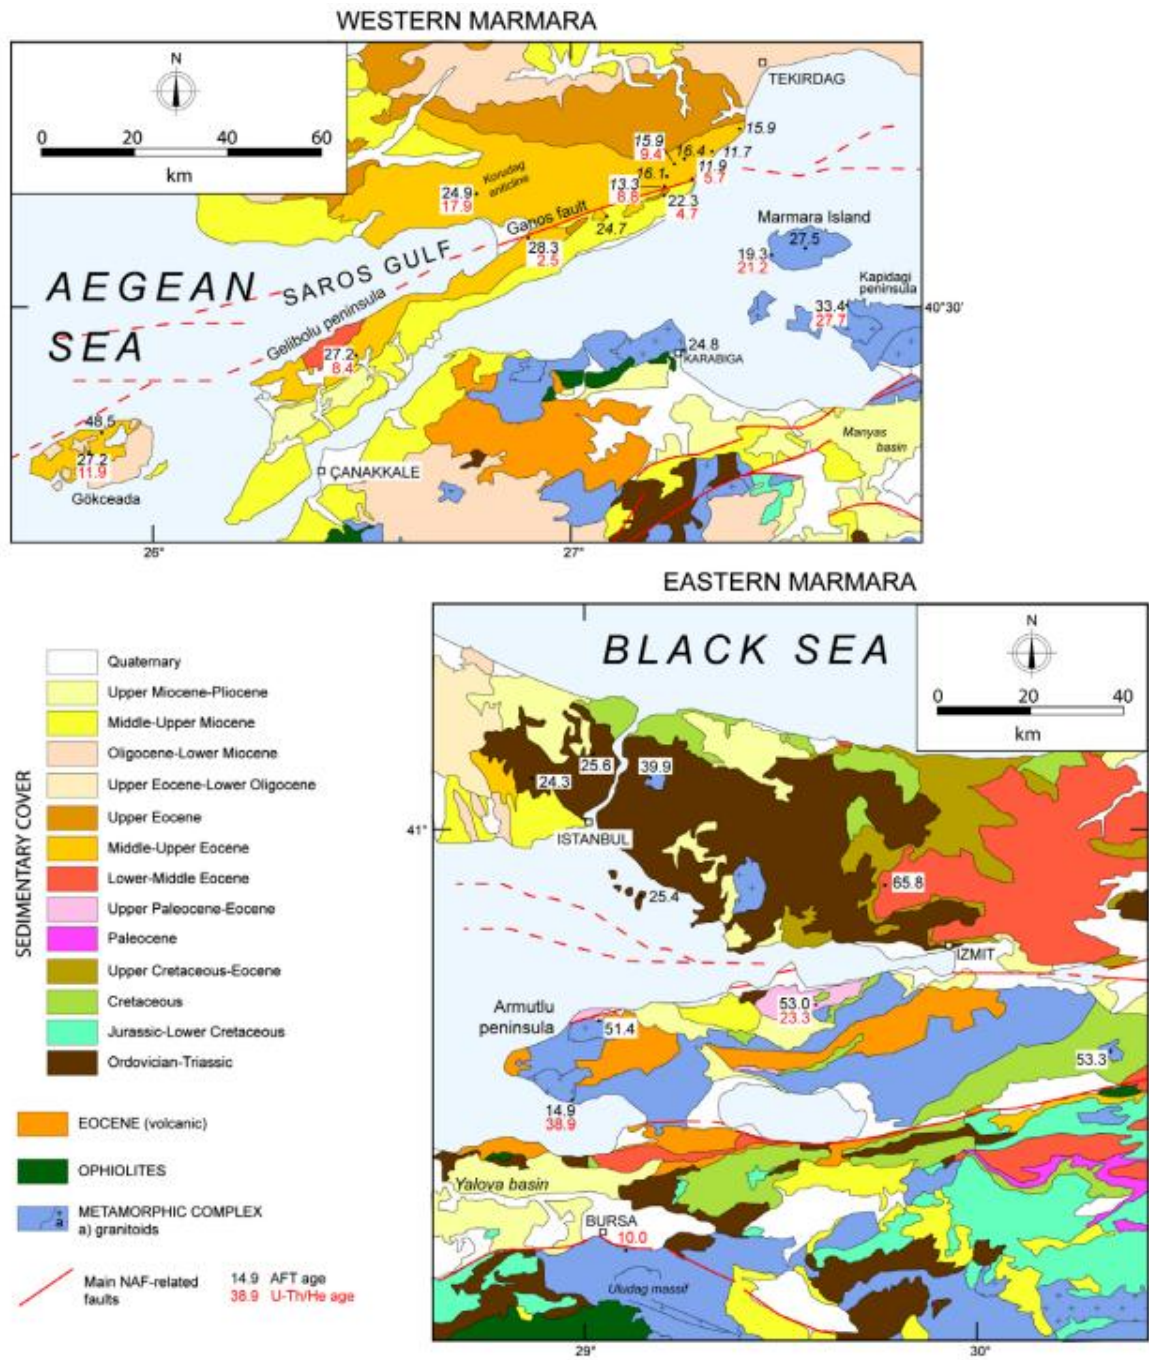 WESTERN MARMARA
N
0 20 40 60
km
TEKIRDAG
15.9
15.9
9.4
16.4
11.7
11.9
5.7
16.1
13.3
8.8
22.3
4.7
24.9
17.9
Korudag
anticline
Ganos fault
24.7
28.3
2.5
Marmara Island
27.5
19.3
21.2
Kapidagi
peninsula
33.4
27.7
40°30'
AEGEAN
SEA
SAROS GULF
Gelibolu peninsula
27.2
8.4
24.8
KARABIGA
48.5
27.2
11.9
Gökceada
ÇANAKKALE
Manyas
basin
26°
27°
EASTERN MARMARA
BLACK SEA
N
0 20 40
km
25.6
24.3
39.9
41°
ISTANBUL
25.4
65.8
IZMIT
Armutlu
peninsula
51.4
53.0
23.3
53.3
14.9
38.9
Yalova basin
BURSA
10.0
Uludag massif
29°
30°
SEDIMENTARY COVER
Quaternary
Upper Miocene-Pliocene
Middle-Upper Miocene
Oligocene-Lower Miocene
Upper Eocene-Lower Oligocene
Upper Eocene
Middle-Upper Eocene
Lower-Middle Eocene
Upper Paleocene-Eocene
Paleocene
Upper Cretaceous-Eocene
Cretaceous
Jurassic-Lower Cretaceous
Ordovician-Triassic
EOCENE (volcanic)
OPHIOLITES
a
METAMORPHIC COMPLEX
a) granitoids
Main NAF-related
faults
14.9 AFT age
38.9 U-Th/He age